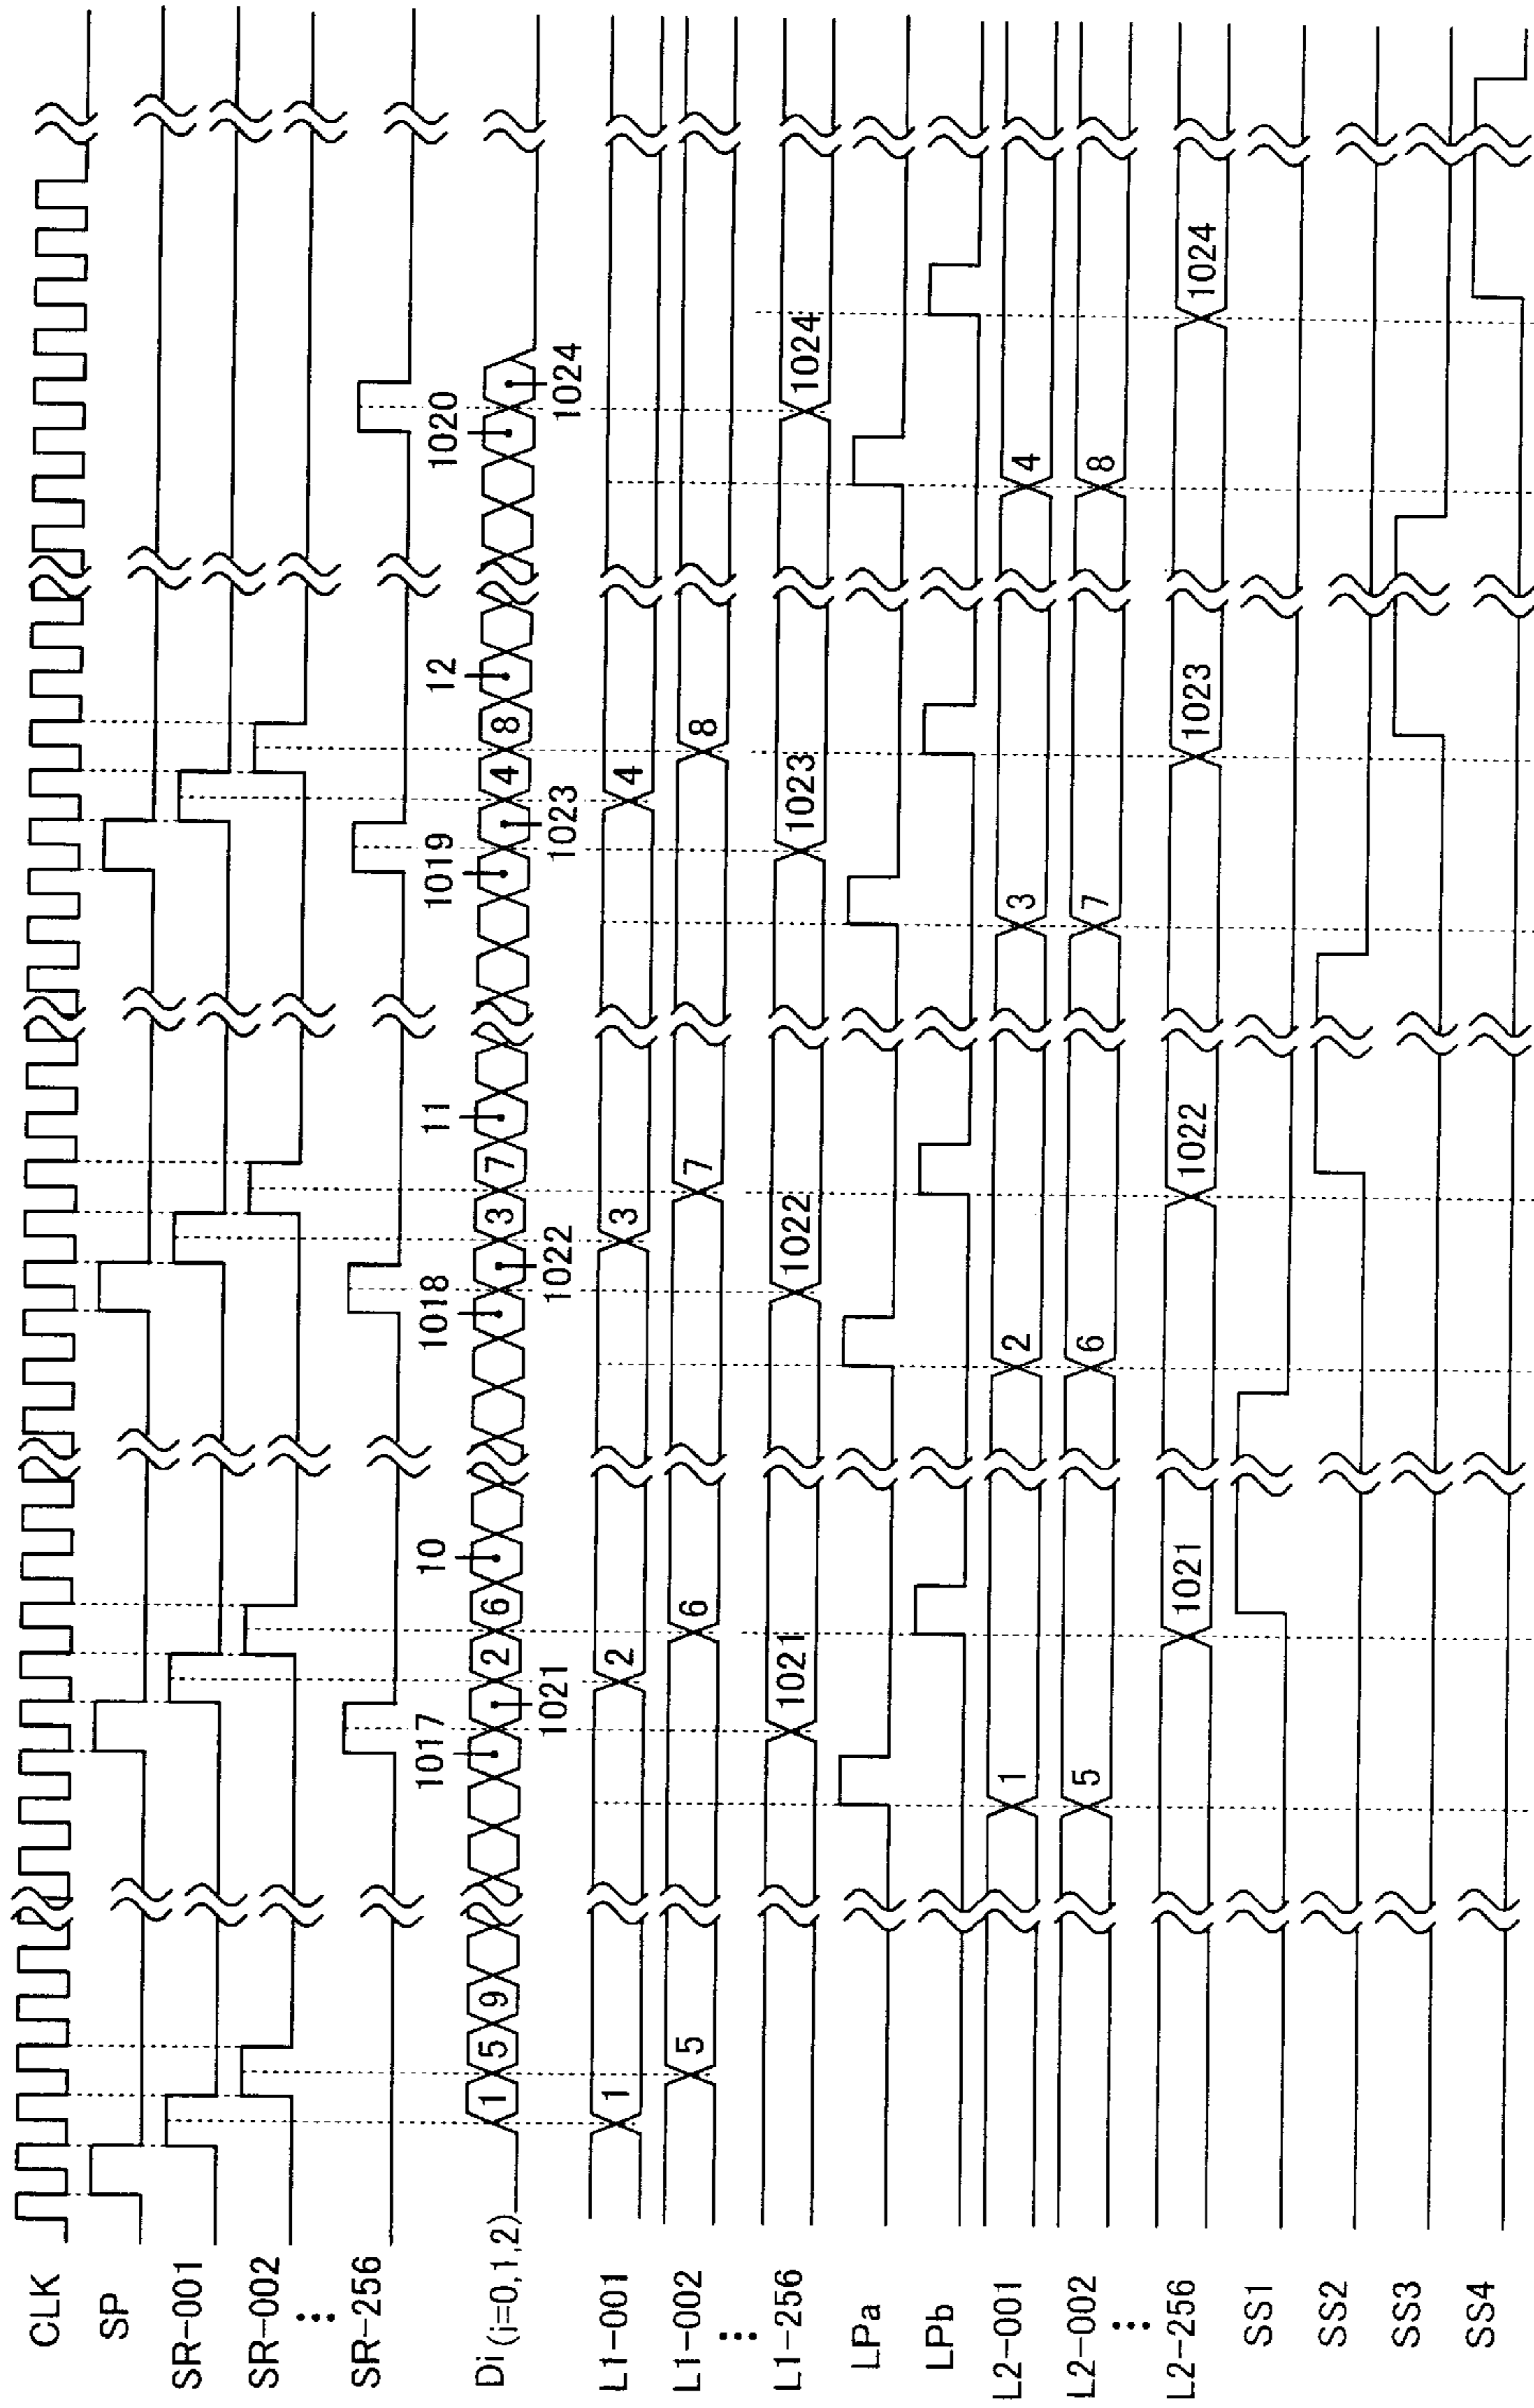 CLK
SP
SR-001
SR-002
⋮
SR-256
Di (i=0,1,2)
1 5 9 1017 1021 2 6 10 1018 1022 3 7 11 1019 1023 4 8 12 1020 1024
L1-001
1 2 3 4
L1-002
5 6 7 8
⋮
L1-256
1021 1022 1023 1024
LPa
LPb
L2-001
1 2 3 4
L2-002
5 6 7 8
⋮
L2-256
1021 1022 1023 1024
SS1
SS2
SS3
SS4